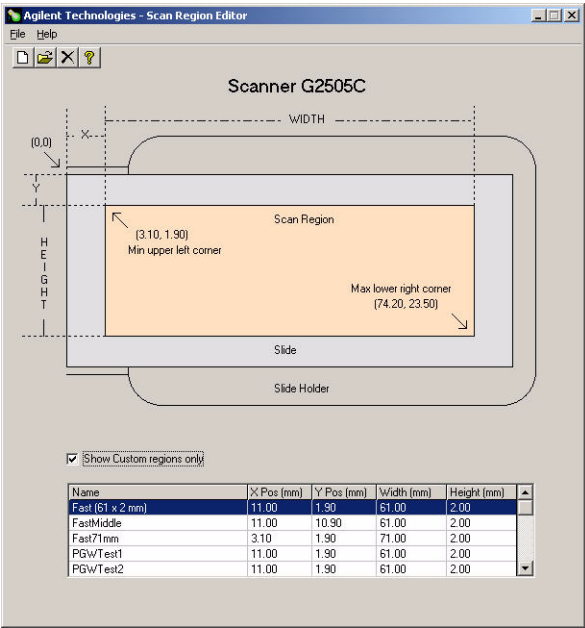 Agilent Technologies - Scan Region Editor
File Help
Scanner G2505C
WIDTH
X
(0,0)
Y
HEIGHT
Scan Region
(3.10, 1.90)
Min upper left corner
Max lower right corner
(74.20, 23.50)
Slide
Slide Holder
Show Custom regions only
Name X Pos (mm) Y Pos (mm) Width (mm) Height (mm)
Fast (61 x 2 mm) 11.00 1.90 61.00 2.00
FastMiddle 11.00 10.90 61.00 2.00
Fast71mm 3.10 1.90 71.00 2.00
PGWTest1 11.00 1.90 61.00 2.00
PGWTest2 11.00 1.90 61.00 2.00